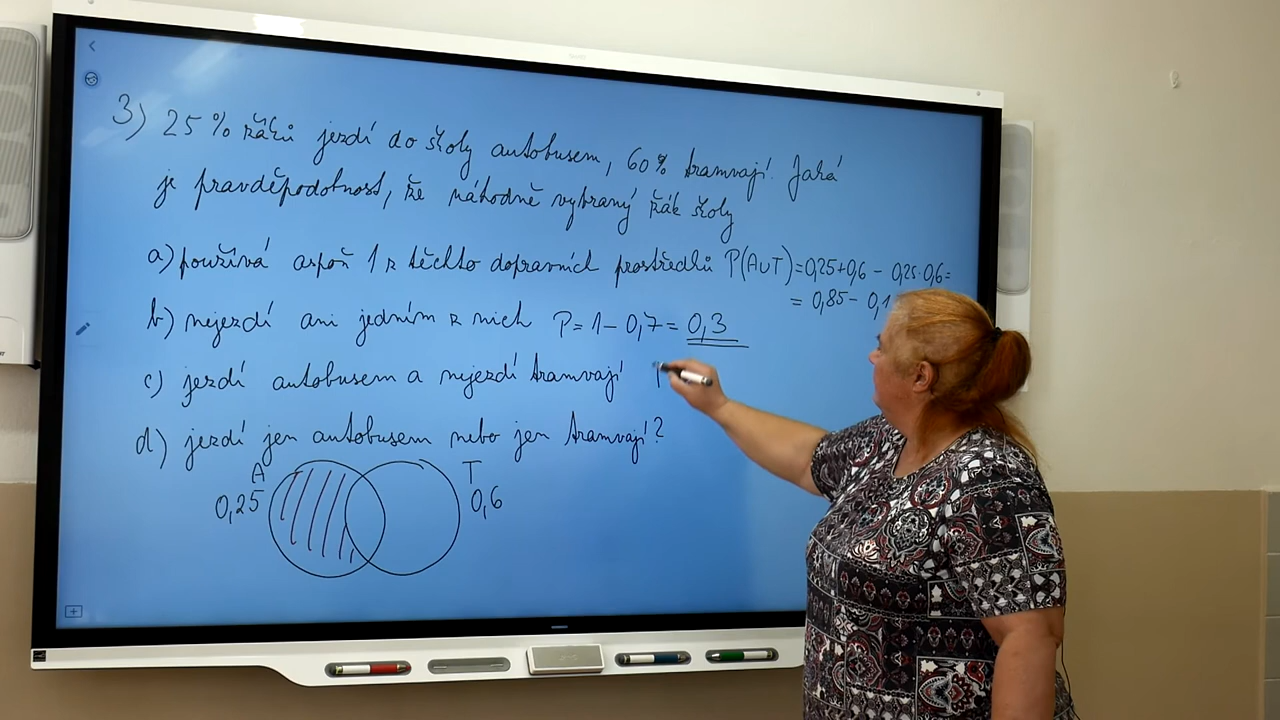 3) 25% žáků jezdí do školy autobusem, 60% tramvají. Jaká
je pravděpodobnost, že náhodně vybraný žák školy
a) používá aspoň 1 z těchto dopravních prostředků P(A∪T)=0,25+0,6 - 0,25·0,6=
= 0,85 - 0,1
b) nejezdí ani jedním z nich P = 1 - 0,7 = 0,3
c) jezdí autobusem a nejezdí tramvají
d) jezdí jen autobusem nebo jen tramvají?
A T
0,25 0,6